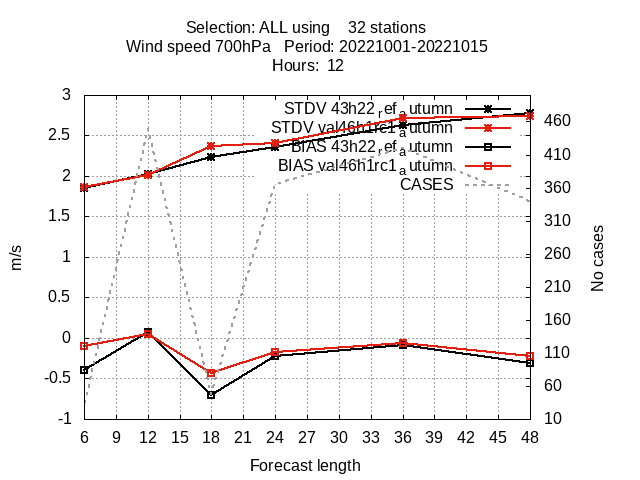 Selection: ALL using    32 stations
Wind speed 700hPa   Period: 20221001-20221015
Hours:  12
STDV 43h22_ref_autumn
STDV val46h1rc1_autumn
BIAS 43h22_ref_autumn
BIAS val46h1rc1_autumn
CASES
3
2.5
2
1.5
1
0.5
0
-0.5
-1
m/s
460
410
360
310
260
210
160
110
60
10
No cases
6 9 12 15 18 21 24 27 30 33 36 39 42 45 48
Forecast length